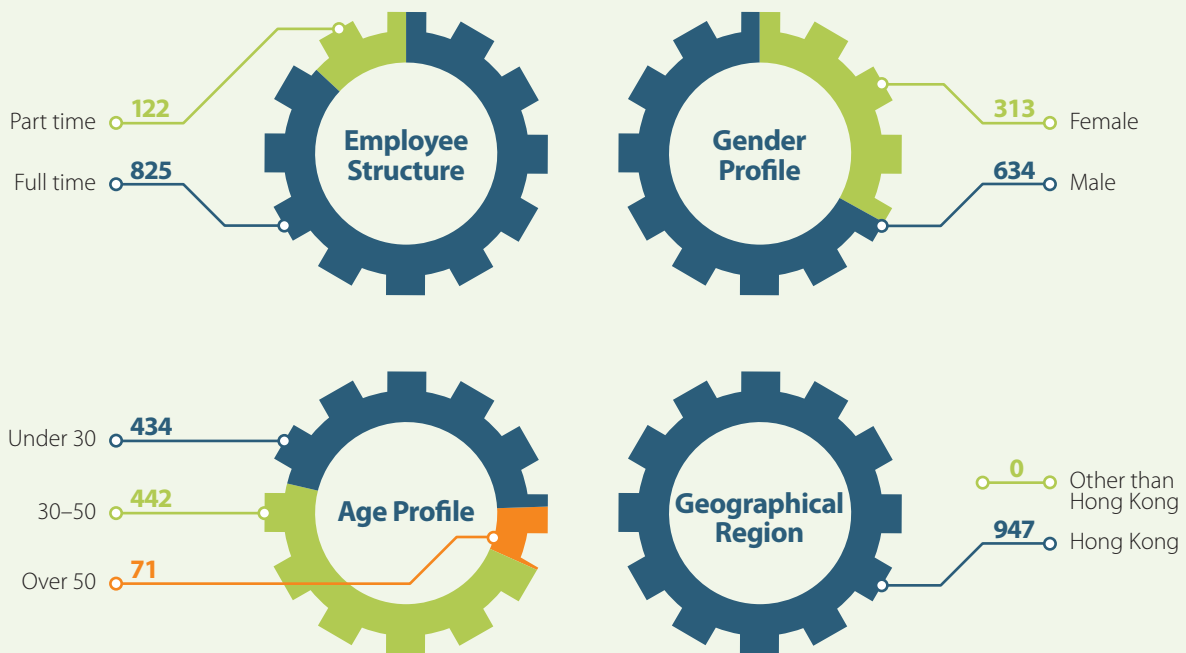 Employee
Structure
Part time 122
Full time 825
Gender
Profile
313 Female
634 Male
Age Profile
Under 30 434
30–50 442
Over 50 71
Geographical
Region
0 Other than
Hong Kong
947 Hong Kong